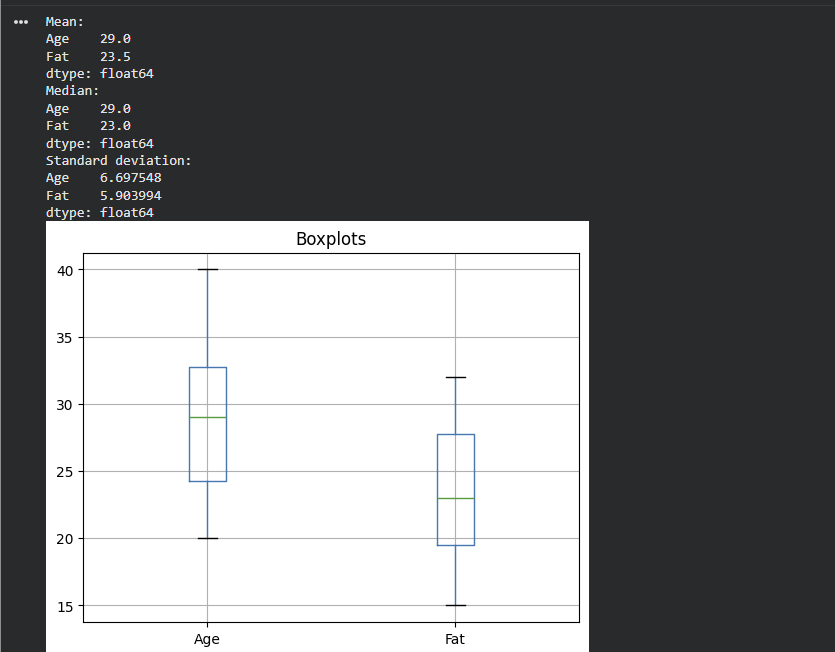 Mean:
Age    29.0
Fat    23.5
dtype: float64
Median:
Age    29.0
Fat    23.0
dtype: float64
Standard deviation:
Age    6.697548
Fat    5.903994
dtype: float64
Boxplots
40
35
30
25
20
15
Age    Fat